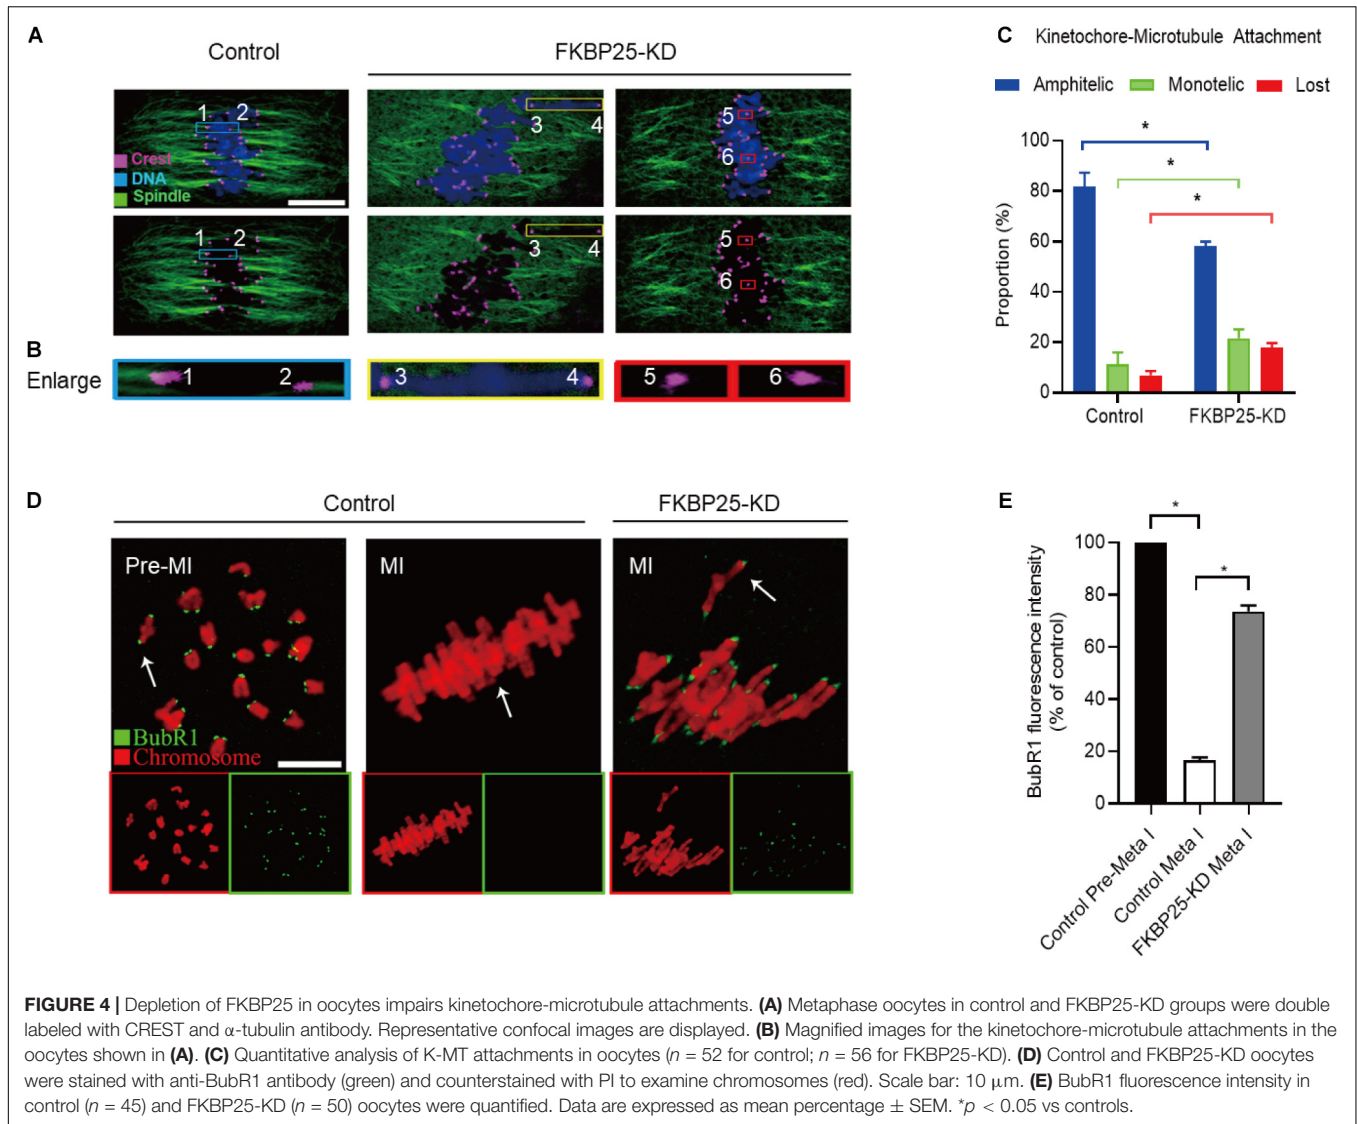 A
Control
FKBP25-KD
1 2
3 4
5
6
Crest
DNA
Spindle
1 2
3 4
5
6
B
Enlarge
1 2 3 4 5 6
C
Kinetochore-Microtubule Attachment
Amphitelic Monotelic Lost
* * *
Proportion (%)
100
80
60
40
20
0
Control FKBP25-KD
D
Control FKBP25-KD
Pre-MI MI MI
BubR1
Chromosome
E
* *
BubR1 fluorescence intensity
(% of control)
100
80
60
40
20
0
Control Pre-Meta I
Control Meta I
FKBP25-KD Meta I
FIGURE 4 | Depletion of FKBP25 in oocytes impairs kinetochore-microtubule attachments. (A) Metaphase oocytes in control and FKBP25-KD groups were double
labeled with CREST and α-tubulin antibody. Representative confocal images are displayed. (B) Magnified images for the kinetochore-microtubule attachments in the
oocytes shown in (A). (C) Quantitative analysis of K-MT attachments in oocytes (n = 52 for control; n = 56 for FKBP25-KD). (D) Control and FKBP25-KD oocytes
were stained with anti-BubR1 antibody (green) and counterstained with PI to examine chromosomes (red). Scale bar: 10 μm. (E) BubR1 fluorescence intensity in
control (n = 45) and FKBP25-KD (n = 50) oocytes were quantified. Data are expressed as mean percentage ± SEM. *p < 0.05 vs controls.